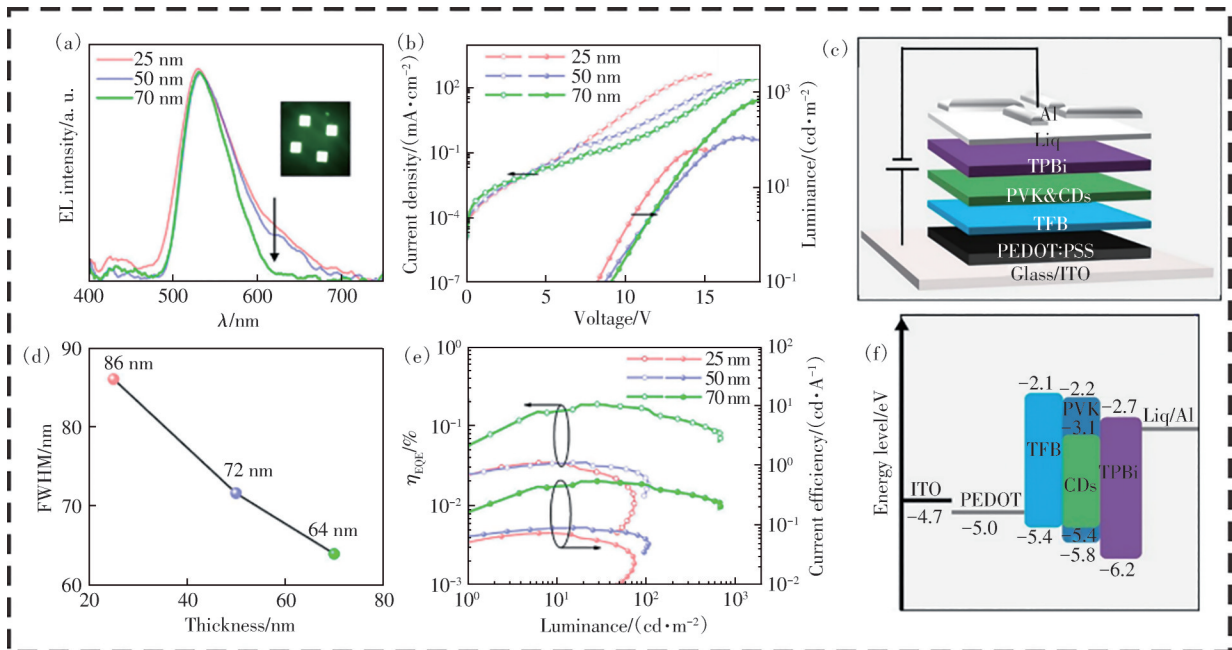 (a)
25 nm
50 nm
70 nm
EL intensity/a. u.
400
500
600
700
λ/nm
(b)
25 nm
50 nm
70 nm
Current density/(mA·cm⁻²)
10²
10⁻¹
10⁻⁴
10⁻⁷
0
5
10
15
Voltage/V
10³
10¹
10⁻¹
Luminance/(cd·m⁻²)
(c)
Al
Liq
TPBi
PVK&CDs
TFB
PEDOT:PSS
Glass/ITO
(d)
FWHM/nm
90
80
70
60
86 nm
72 nm
64 nm
20
40
60
80
Thickness/nm
(e)
25 nm
50 nm
70 nm
η_EQE/%
10⁰
10⁻¹
10⁻²
10⁻³
10⁰
10¹
10²
10³
Luminance/(cd·m⁻²)
10²
10¹
10⁰
10⁻¹
10⁻²
Current efficiency/(cd·A⁻¹)
(f)
Energy level/eV
ITO
−4.7
PEDOT
−5.0
−2.1
TFB
−5.4
−2.2
PVK
−3.1
CDs
−5.4
−5.8
−2.7
TPBi
−6.2
Liq/Al